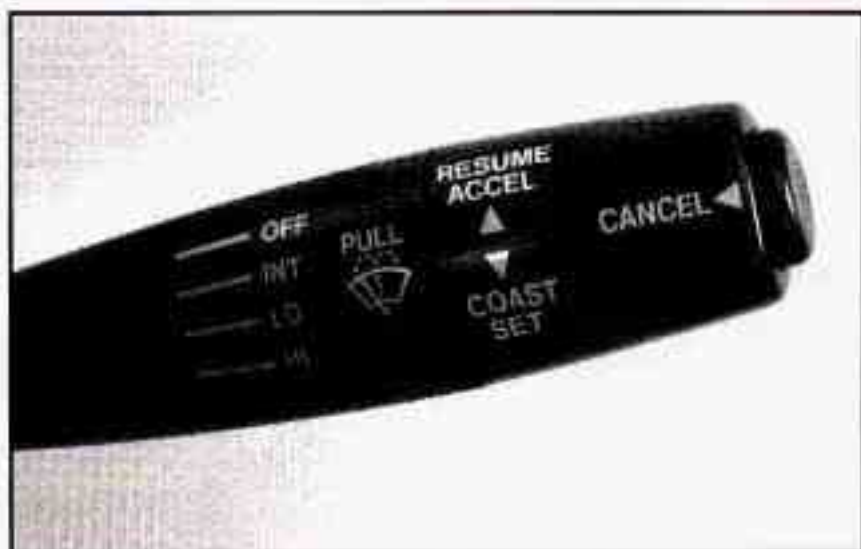 OFF
INT
LO
HI
PULL
RESUME
ACCEL
COAST
SET
CANCEL